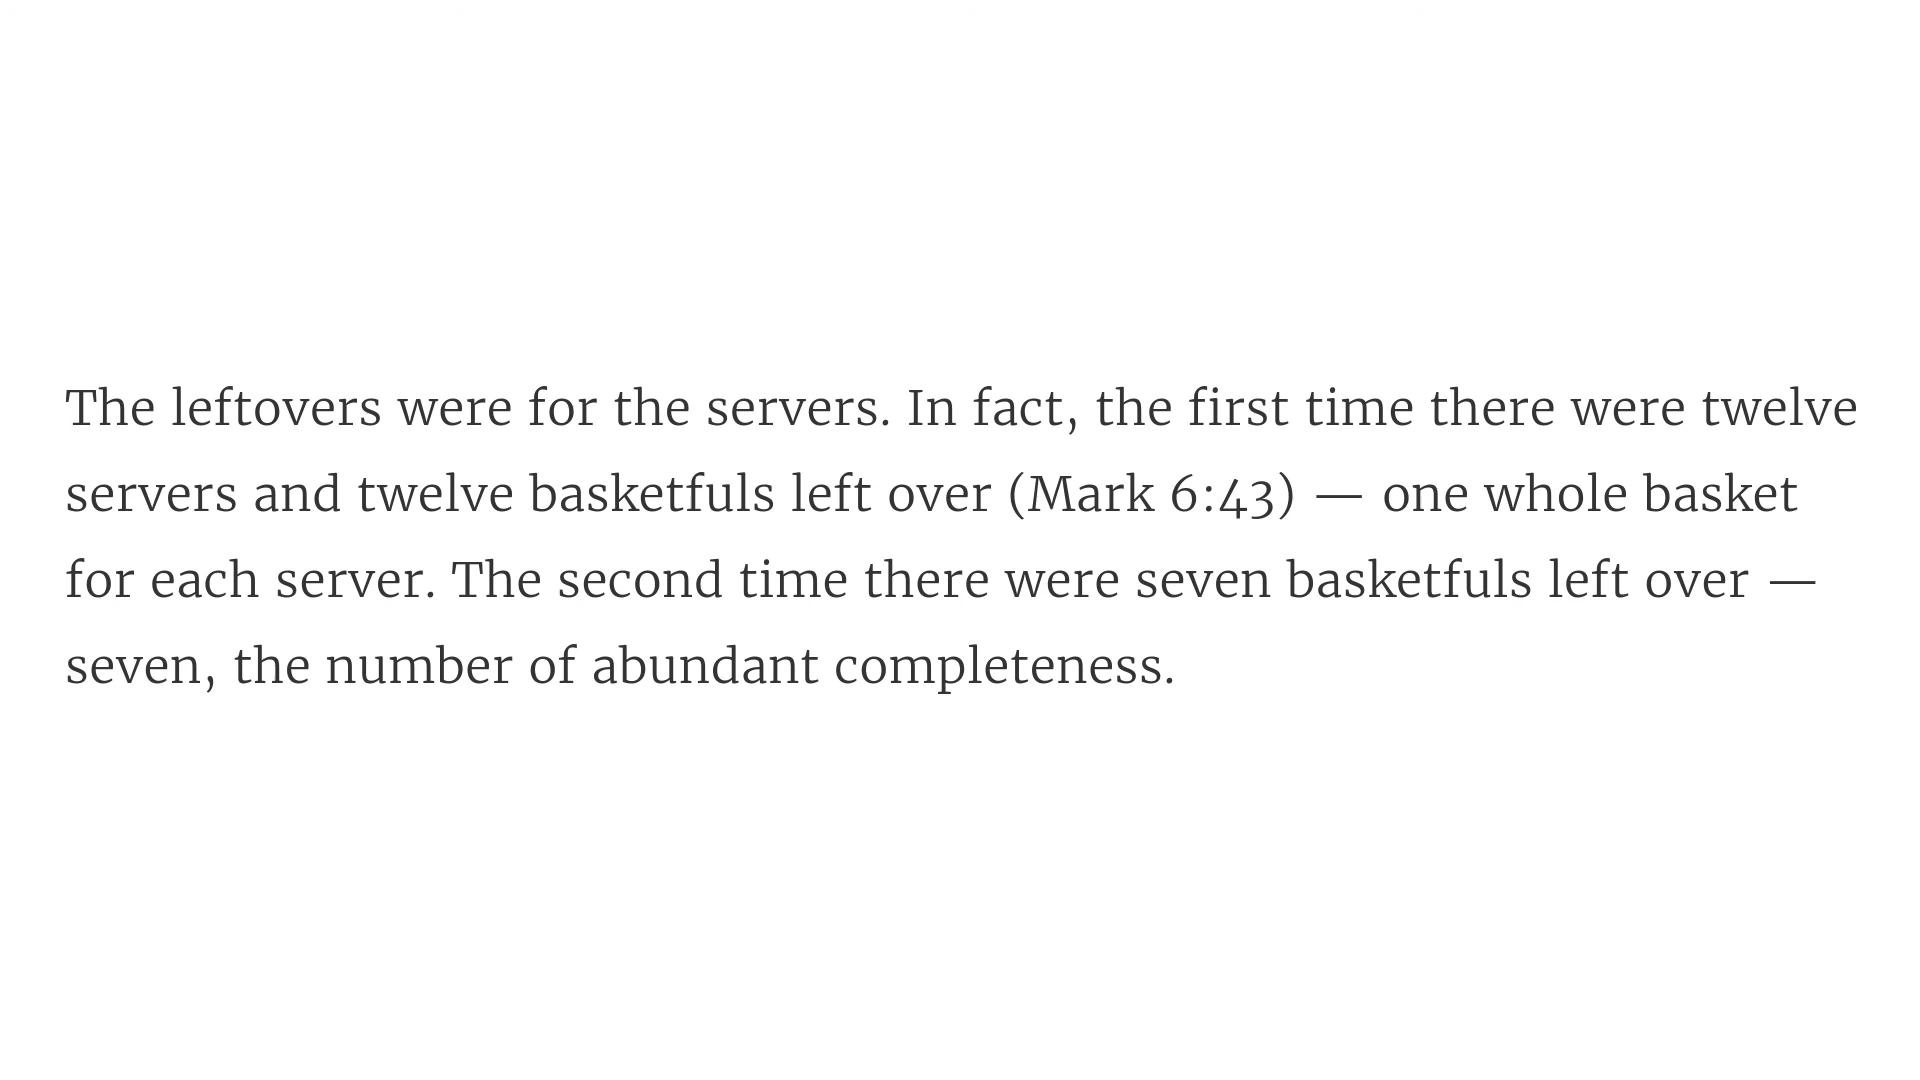 The leftovers were for the servers. In fact, the first time there were twelve
servers and twelve basketfuls left over (Mark 6:43) — one whole basket
for each server. The second time there were seven basketfuls left over —
seven, the number of abundant completeness.